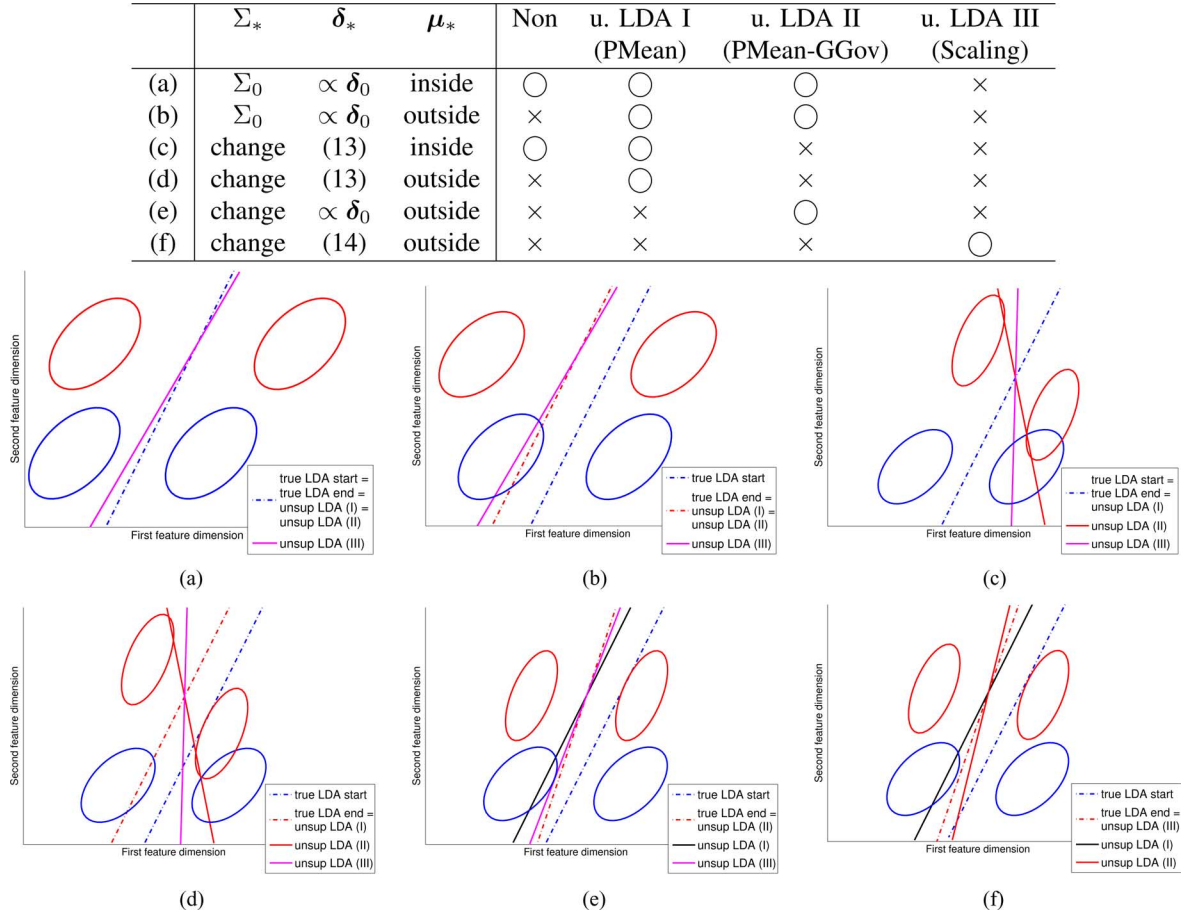 Σ* δ* μ* Non u. LDA I u. LDA II u. LDA III
(PMean) (PMean-GGov) (Scaling)
(a) Σ0 ∝ δ0 inside ◯ ◯ ◯ ×
(b) Σ0 ∝ δ0 outside × ◯ ◯ ×
(c) change (13) inside ◯ ◯ × ×
(d) change (13) outside × ◯ × ×
(e) change ∝ δ0 outside × × ◯ ×
(f) change (14) outside × × × ◯
Second feature dimension
First feature dimension
true LDA start =
true LDA end =
unsup LDA (I) =
unsup LDA (II)
unsup LDA (III)
(a)
Second feature dimension
First feature dimension
true LDA start
true LDA end =
unsup LDA (I) =
unsup LDA (II)
unsup LDA (III)
(b)
Second feature dimension
First feature dimension
true LDA start =
true LDA end =
unsup LDA (I)
unsup LDA (II)
unsup LDA (III)
(c)
Second feature dimension
First feature dimension
true LDA start
true LDA end =
unsup LDA (I)
unsup LDA (II)
unsup LDA (III)
(d)
Second feature dimension
First feature dimension
true LDA start
true LDA end =
unsup LDA (II)
unsup LDA (I)
unsup LDA (III)
(e)
Second feature dimension
First feature dimension
true LDA start
true LDA end =
unsup LDA (III)
unsup LDA (I)
unsup LDA (II)
(f)